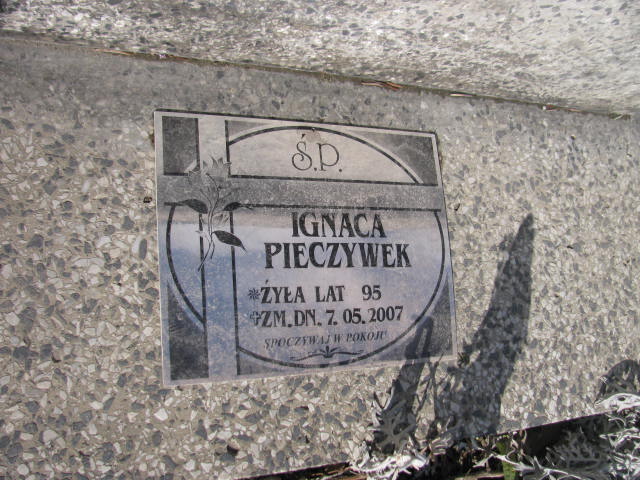 Ś.P.
IGNACA
PIECZYWEK
*ŻYŁA LAT 95
✝ZM.DN. 7. 05. 2007
SPOCZYWAJ W POKOJU